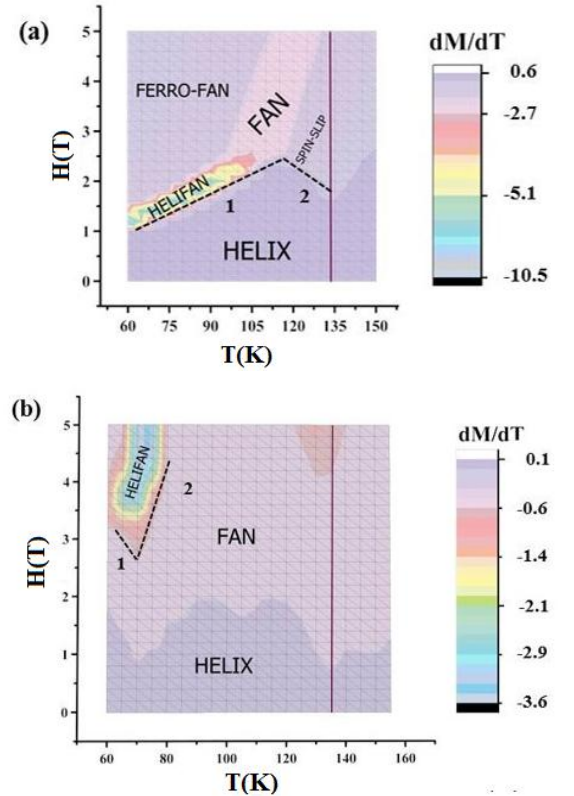 (a)
dM/dT
5
4
3
2
1
0
H(T)
FERRO-FAN
FAN
SPIN-SLIP
HELIFAN
1
2
HELIX
60 75 90 105 120 135 150
T(K)
0.6
-2.7
-5.1
-10.5
(b)
dM/dT
5
4
3
2
1
0
H(T)
HELIFAN
1
2
FAN
HELIX
60 80 100 120 140 160
T(K)
0.1
-0.6
-1.4
-2.1
-2.9
-3.6